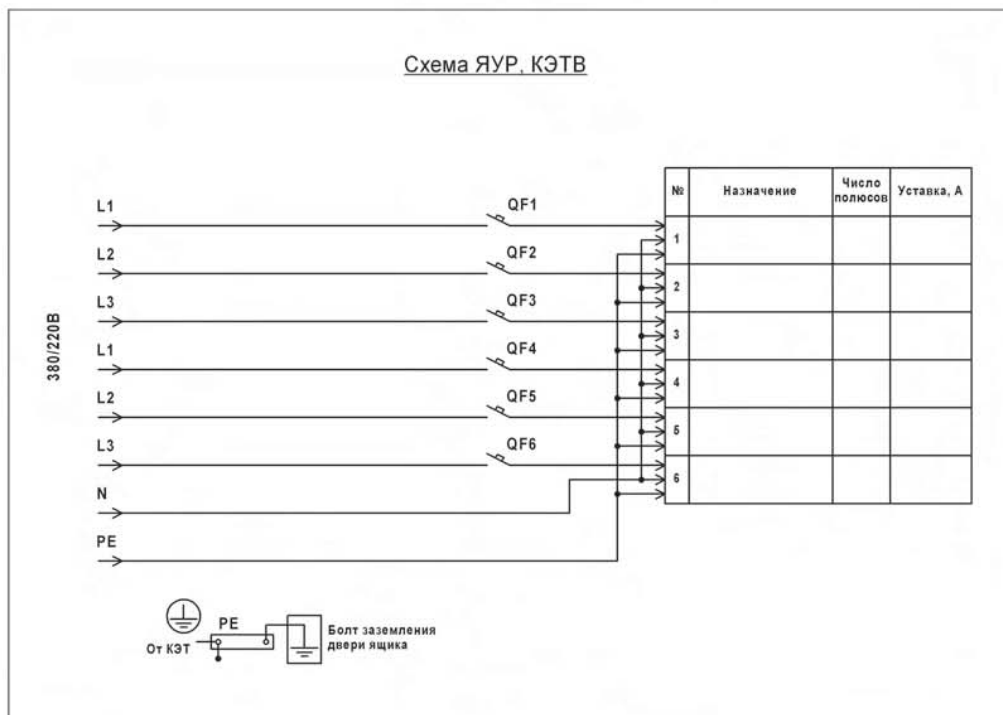 Схема ЯУР, КЭТВ
№ Назначение Число полюсов Уставка, А
L1 QF1
1
L2 QF2
2
L3 QF3
3
380/220В
L1 QF4
4
L2 QF5
5
L3 QF6
6
N
PE
PE
От КЭТ
Болт заземления
двери ящика